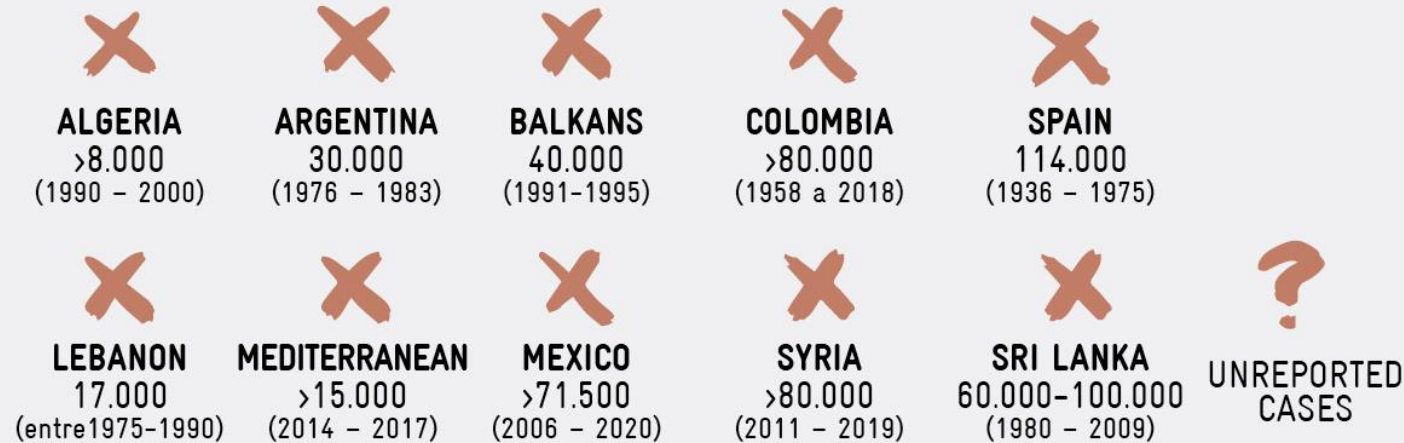 ALGERIA
>8.000
(1990 – 2000)
ARGENTINA
30.000
(1976 – 1983)
BALKANS
40.000
(1991-1995)
COLOMBIA
>80.000
(1958 a 2018)
SPAIN
114.000
(1936 – 1975)
LEBANON
17.000
(entre1975-1990)
MEDITERRANEAN
>15.000
(2014 – 2017)
MEXICO
>71.500
(2006 – 2020)
SYRIA
>80.000
(2011 – 2019)
SRI LANKA
60.000-100.000
(1980 – 2009)
?
UNREPORTED
CASES